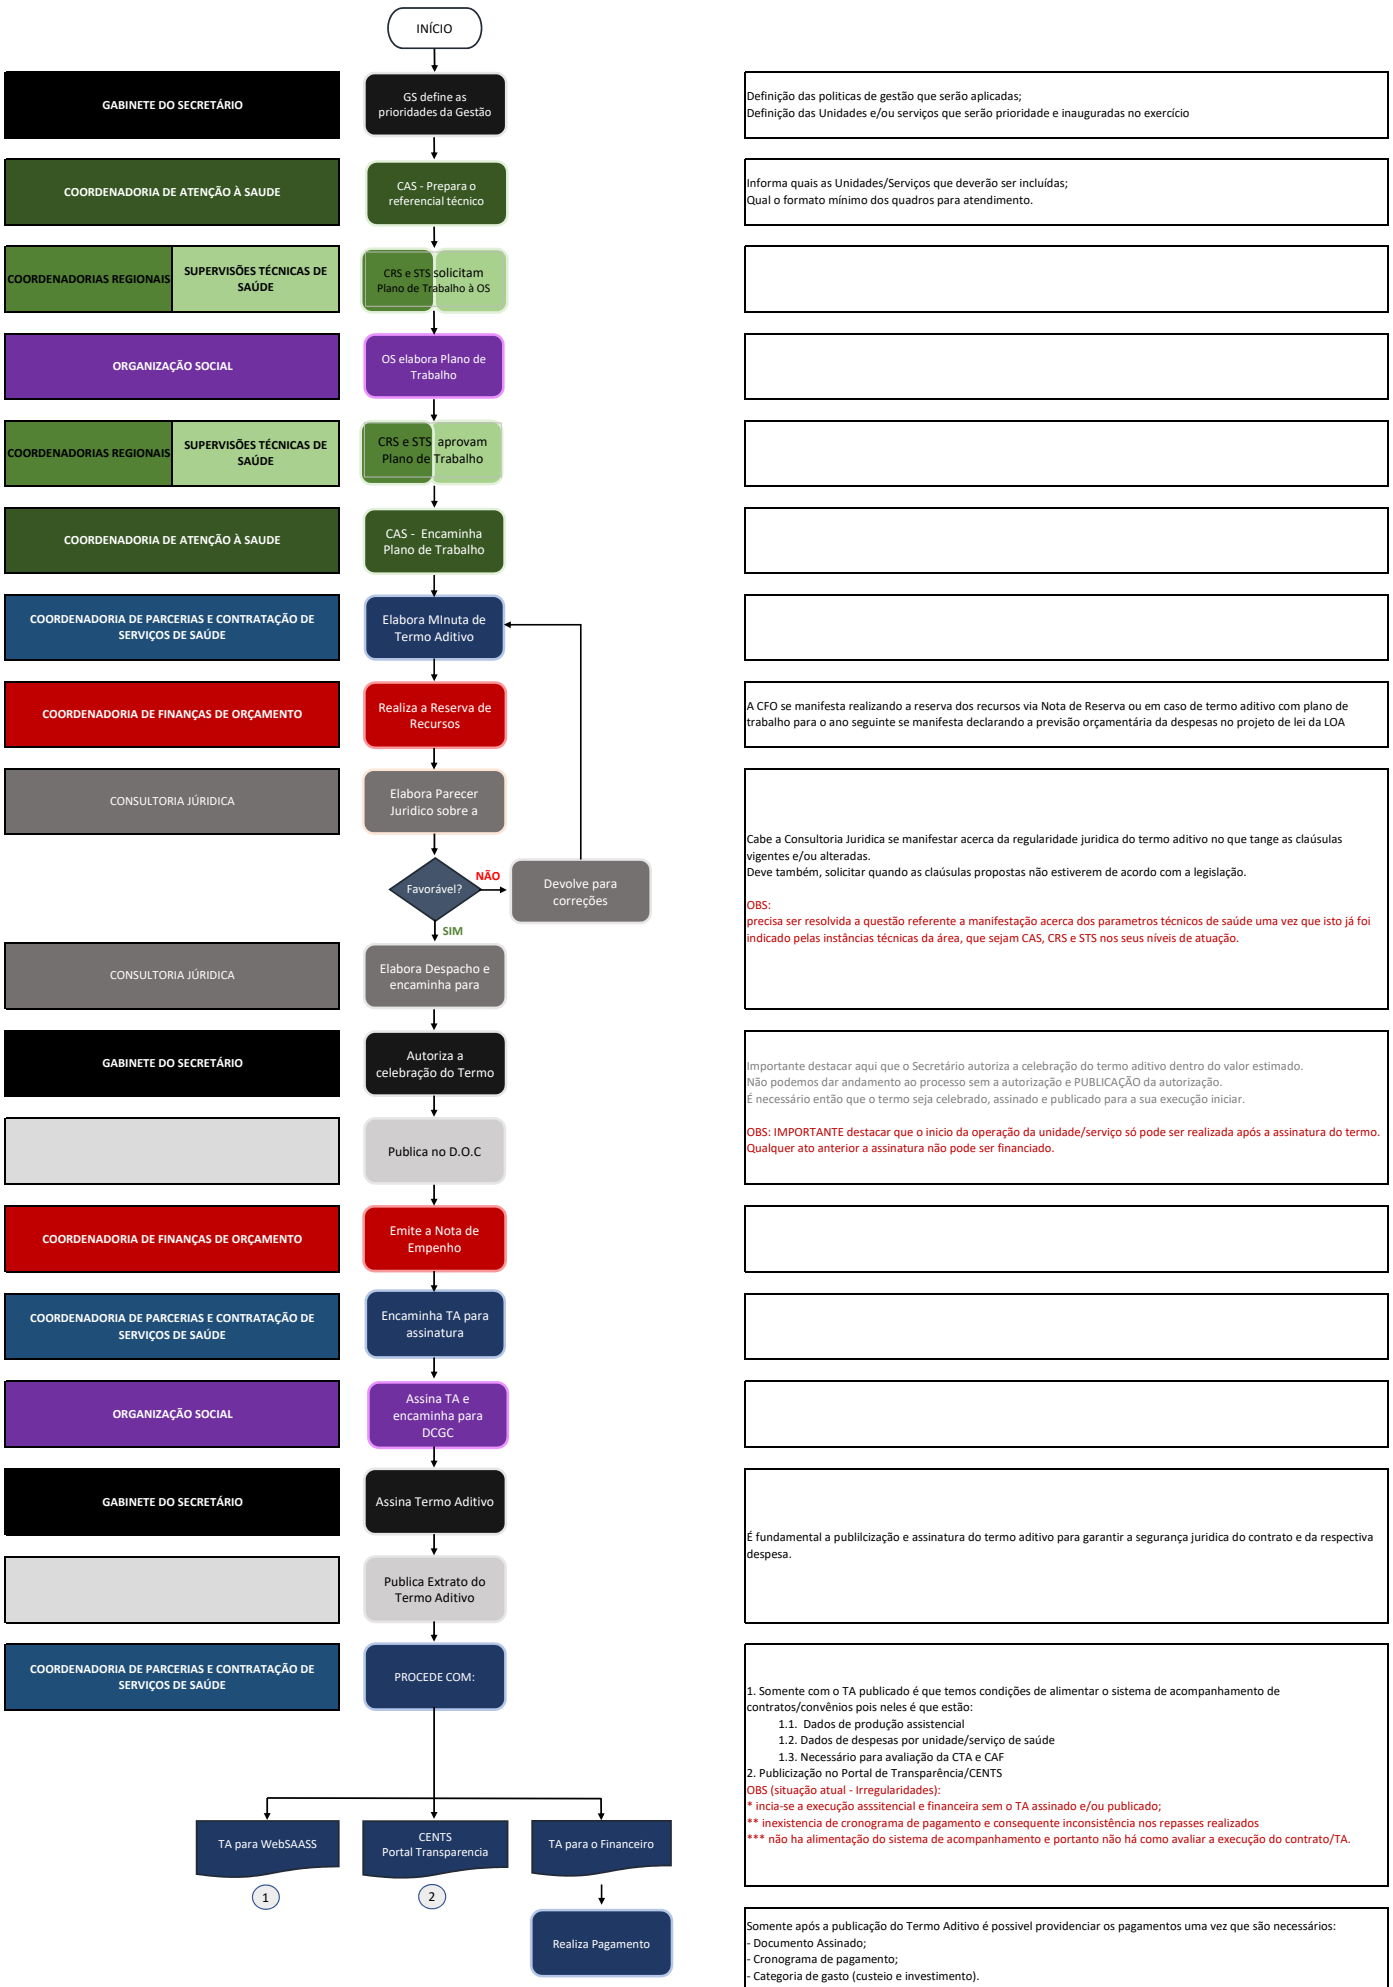 INÍCIO
GABINETE DO SECRETÁRIO
GS define as
prioridades da Gestão
Definição das politicas de gestão que serão aplicadas;
Definição das Unidades e/ou serviços que serão prioridade e inauguradas no exercício
COORDENADORIA DE ATENÇÃO À SAUDE
CAS - Prepara o
referencial técnico
Informa quais as Unidades/Serviços que deverão ser incluídas;
Qual o formato mínimo dos quadros para atendimento.
COORDENADORIAS REGIONAIS
SUPERVISÕES TÉCNICAS DE
SAÚDE
CRS e STS solicitam
Plano de Trabalho à OS
ORGANIZAÇÃO SOCIAL
OS elabora Plano de
Trabalho
COORDENADORIAS REGIONAIS
SUPERVISÕES TÉCNICAS DE
SAÚDE
CRS e STS aprovam
Plano de Trabalho
COORDENADORIA DE ATENÇÃO À SAUDE
CAS - Encaminha
Plano de Trabalho
COORDENADORIA DE PARCERIAS E CONTRATAÇÃO DE
SERVIÇOS DE SAÚDE
Elabora MInuta de
Termo Aditivo
COORDENADORIA DE FINANÇAS DE ORÇAMENTO
Realiza a Reserva de
Recursos
A CFO se manifesta realizando a reserva dos recursos via Nota de Reserva ou em caso de termo aditivo com plano de
trabalho para o ano seguinte se manifesta declarando a previsão orçamentária da despesas no projeto de lei da LOA
CONSULTORIA JÚRIDICA
Elabora Parecer
Juridico sobre a
Favorável?
NÃO
Devolve para
correções
SIM
Cabe a Consultoria Juridica se manifestar acerca da regularidade juridica do termo aditivo no que tange as claúsulas
vigentes e/ou alteradas.
Deve também, solicitar quando as claúsulas propostas não estiverem de acordo com a legislação.
OBS:
precisa ser resolvida a questão referente a manifestação acerca dos parametros técnicos de saúde uma vez que isto já foi
indicado pelas instâncias técnicas da área, que sejam CAS, CRS e STS nos seus níveis de atuação.
CONSULTORIA JÚRIDICA
Elabora Despacho e
encaminha para
GABINETE DO SECRETÁRIO
Autoriza a
celebração do Termo
Importante destacar aqui que o Secretário autoriza a celebração do termo aditivo dentro do valor estimado.
Não podemos dar andamento ao processo sem a autorização e PUBLICAÇÃO da autorização.
É necessário então que o termo seja celebrado, assinado e publicado para a sua execução iniciar.
OBS: IMPORTANTE destacar que o inicio da operação da unidade/serviço só pode ser realizada após a assinatura do termo.
Qualquer ato anterior a assinatura não pode ser financiado.
Publica no D.O.C
COORDENADORIA DE FINANÇAS DE ORÇAMENTO
Emite a Nota de
Empenho
COORDENADORIA DE PARCERIAS E CONTRATAÇÃO DE
SERVIÇOS DE SAÚDE
Encaminha TA para
assinatura
ORGANIZAÇÃO SOCIAL
Assina TA e
encaminha para
DCGC
GABINETE DO SECRETÁRIO
Assina Termo Aditivo
É fundamental a publilcização e assinatura do termo aditivo para garantir a segurança juridica do contrato e da respectiva
despesa.
Publica Extrato do
Termo Aditivo
COORDENADORIA DE PARCERIAS E CONTRATAÇÃO DE
SERVIÇOS DE SAÚDE
PROCEDE COM:
1. Somente com o TA publicado é que temos condições de alimentar o sistema de acompanhamento de
contratos/convênios pois neles é que estão:
1.1. Dados de produção assistencial
1.2. Dados de despesas por unidade/serviço de saúde
1.3. Necessário para avaliação da CTA e CAF
2. Publicização no Portal de Transparência/CENTS
OBS (situação atual - Irregularidades):
* incia-se a execução asssitencial e financeira sem o TA assinado e/ou publicado;
** inexistencia de cronograma de pagamento e consequente inconsistência nos repasses realizados
*** não ha alimentação do sistema de acompanhamento e portanto não há como avaliar a execução do contrato/TA.
TA para WebSAASS
CENTS
Portal Transparencia
TA para o Financeiro
1
2
Realiza Pagamento
Somente após a publicação do Termo Aditivo é possivel providenciar os pagamentos uma vez que são necessários:
- Documento Assinado;
- Cronograma de pagamento;
- Categoria de gasto (custeio e investimento).